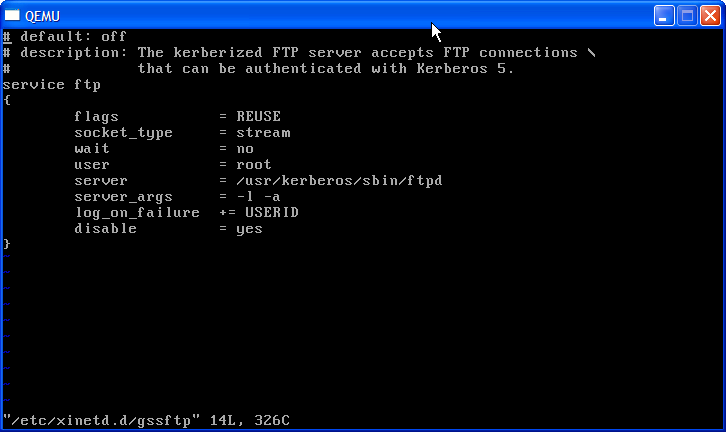 QEMU
# default: off
# description: The kerberized FTP server accepts FTP connections \
#              that can be authenticated with Kerberos 5.
service ftp
{
        flags           = REUSE
        socket_type     = stream
        wait            = no
        user            = root
        server          = /usr/kerberos/sbin/ftpd
        server_args     = -l -a
        log_on_failure  += USERID
        disable         = yes
}
~
~
~
~
~
~
~
~
~
~
"/etc/xinetd.d/gssftp" 14L, 326C